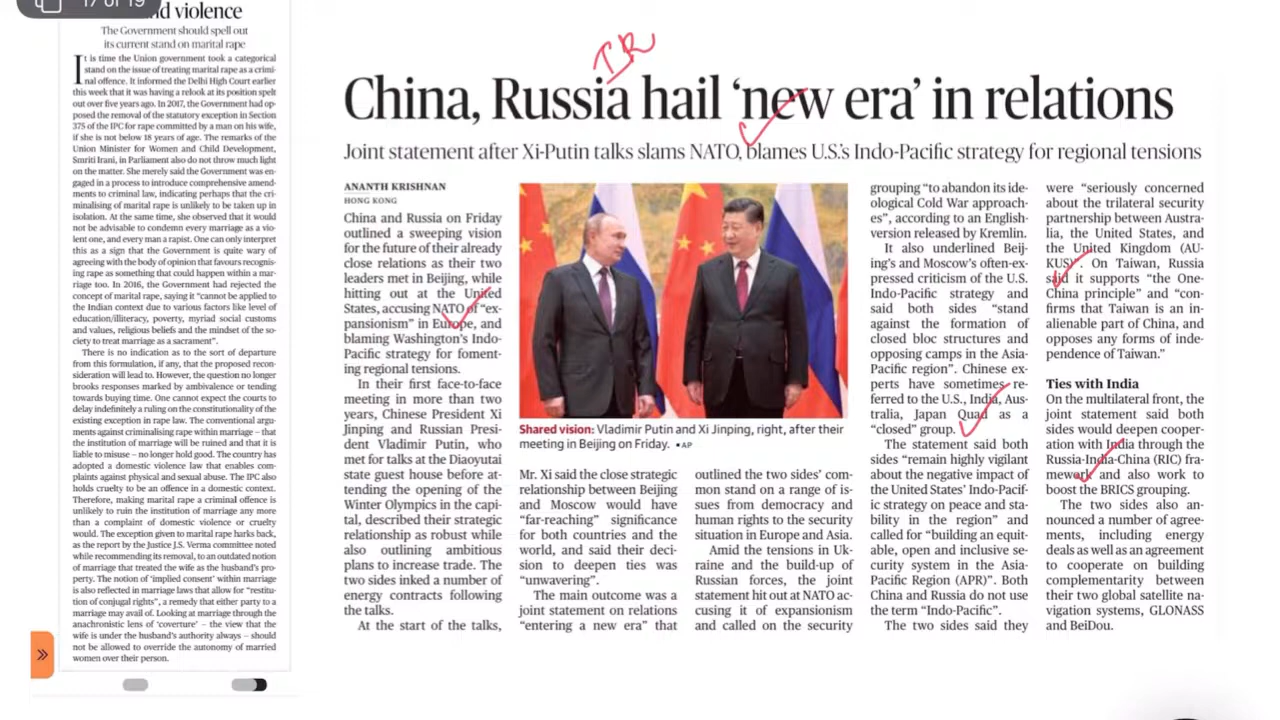 17 of 19
nd violence
The Government should spell out
its current stand on marital rape
It is time the Union government took a categorical
stand on the issue of treating marital rape as a crimi-
nal offence. It informed the Delhi High Court earlier
this week that it was having a relook at its position spelt
out over five years ago. In 2017, the Government had op-
posed the removal of the statutory exception in Section
375 of the IPC for rape committed by a man on his wife,
if she is not below 18 years of age. The remarks of the
Union Minister for Women and Child Development,
Smriti Irani, in Parliament also do not throw much light
on the matter. She merely said the Government was en-
gaged in a process to introduce comprehensive amend-
ments to criminal law, indicating perhaps that the cri-
minalising of marital rape is unlikely to be taken up in
isolation. At the same time, she observed that it would
not be advisable to condemn every marriage as a vio-
lent one, and every man a rapist. One can only interpret
this as a sign that the Government is quite wary of
agreeing with the body of opinion that favours recognis-
ing rape as something that could happen within a mar-
riage too. In 2016, the Government had rejected the
concept of marital rape, saying it “cannot be applied to
the Indian context due to various factors like level of
education/illiteracy, poverty, myriad social customs
and values, religious beliefs and the mindset of the so-
ciety to treat marriage as a sacrament”.
There is no indication as to the sort of departure
from this formulation, if any, that the proposed recon-
sideration will lead to. However, the question no longer
brooks responses marked by ambivalence or tending
towards buying time. One cannot expect the courts to
delay indefinitely a ruling on the constitutionality of the
existing exception in rape law. The conventional argu-
ments against criminalising rape within marriage – that
the institution of marriage will be ruined and that it is
liable to misuse – no longer hold good. The country has
adopted a domestic violence law that enables com-
plaints against physical and sexual abuse. The IPC also
holds cruelty to be an offence in a domestic context.
Therefore, making marital rape a criminal offence is
unlikely to ruin the institution of marriage any more
than a complaint of domestic violence or cruelty
would. The exception given to marital rape harks back,
as the report by the Justice J.S. Verma committee noted
while recommending its removal, to an outdated notion
of marriage that treated the wife as the husband's pro-
perty. The notion of ‘implied consent’ within marriage
is also reflected in marriage laws that allow for “restitu-
tion of conjugal rights”, a remedy that either party to a
marriage may avail of. Looking at marriage through the
anachronistic lens of ‘coverture’ – the view that the
wife is under the husband's authority always – should
not be allowed to override the autonomy of married
women over their person.
IR
China, Russia hail ‘new era’ in relations
Joint statement after Xi-Putin talks slams NATO, blames U.S.'s Indo-Pacific strategy for regional tensions
ANANTH KRISHNAN
HONG KONG
China and Russia on Friday
outlined a sweeping vision
for the future of their already
close relations as their two
leaders met in Beijing, while
hitting out at the United
States, accusing NATO of “ex-
pansionism” in Europe, and
blaming Washington's Indo-
Pacific strategy for foment-
ing regional tensions.
In their first face-to-face
meeting in more than two
years, Chinese President Xi
Jinping and Russian Presi-
dent Vladimir Putin, who
met for talks at the Diaoyutai
state guest house before at-
tending the opening of the
Winter Olympics in the capi-
tal, described their strategic
relationship as robust while
also outlining ambitious
plans to increase trade. The
two sides inked a number of
energy contracts following
the talks.
At the start of the talks,
Shared vision: Vladimir Putin and Xi Jinping, right, after their
meeting in Beijing on Friday. • AP
Mr. Xi said the close strategic
relationship between Beijing
and Moscow would have
“far-reaching” significance
for both countries and the
world, and said their deci-
sion to deepen ties was
“unwavering”.
The main outcome was a
joint statement on relations
“entering a new era” that
outlined the two sides' com-
mon stand on a range of is-
sues from democracy and
human rights to the security
situation in Europe and Asia.
Amid the tensions in Uk-
raine and the build-up of
Russian forces, the joint
statement hit out at NATO ac-
cusing it of expansionism
and called on the security
grouping “to abandon its ide-
ological Cold War approach-
es”, according to an English-
version released by Kremlin.
It also underlined Beij-
ing's and Moscow's often-ex-
pressed criticism of the U.S.
Indo-Pacific strategy and
said both sides “stand
against the formation of
closed bloc structures and
opposing camps in the Asia-
Pacific region”. Chinese ex-
perts have sometimes re-
ferred to the U.S., India, Aus-
tralia, Japan Quad as a
“closed” group.
The statement said both
sides “remain highly vigilant
about the negative impact of
the United States' Indo-Pacif-
ic strategy on peace and sta-
bility in the region” and
called for “building an equit-
able, open and inclusive se-
curity system in the Asia-
Pacific Region (APR)”. Both
China and Russia do not use
the term “Indo-Pacific”.
The two sides said they
were “seriously concerned
about the trilateral security
partnership between Austra-
lia, the United States, and
the United Kingdom (AU-
KUS)”. On Taiwan, Russia
said it supports “the One-
China principle” and “con-
firms that Taiwan is an in-
alienable part of China, and
opposes any forms of inde-
pendence of Taiwan.”
Ties with India
On the multilateral front, the
joint statement said both
sides would deepen cooper-
ation with India through the
Russia-India-China (RIC) fra-
mework and also work to
boost the BRICS grouping.
The two sides also an-
nounced a number of agree-
ments, including energy
deals as well as an agreement
to cooperate on building
complementarity between
their two global satellite na-
vigation systems, GLONASS
and BeiDou.